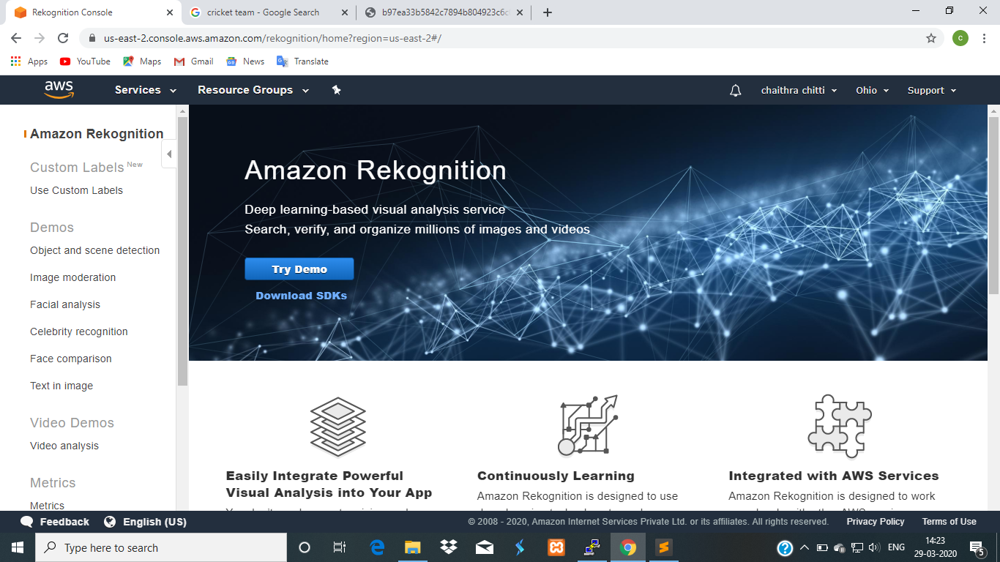 Rekognition Console
cricket team - Google Search
b97ea33b5842c7894b804923c6c
us-east-2.console.aws.amazon.com/rekognition/home?region=us-east-2#/
c
Apps
YouTube
Maps
Gmail
News
Translate
aws
Services
Resource Groups
chaithra chitti
Ohio
Support
Amazon Rekognition
Custom Labels New
Use Custom Labels
Demos
Object and scene detection
Image moderation
Facial analysis
Celebrity recognition
Face comparison
Text in image
Video Demos
Video analysis
Metrics
Metrics
Amazon Rekognition
Deep learning-based visual analysis service
Search, verify, and organize millions of images and videos
Try Demo
Download SDKs
Easily Integrate Powerful
Visual Analysis into Your App
Continuously Learning
Amazon Rekognition is designed to use
Integrated with AWS Services
Amazon Rekognition is designed to work
Feedback
English (US)
© 2008 - 2020, Amazon Internet Services Private Ltd. or its affiliates. All rights reserved.
Privacy Policy
Terms of Use
Type here to search
ENG
14:23
29-03-2020
5